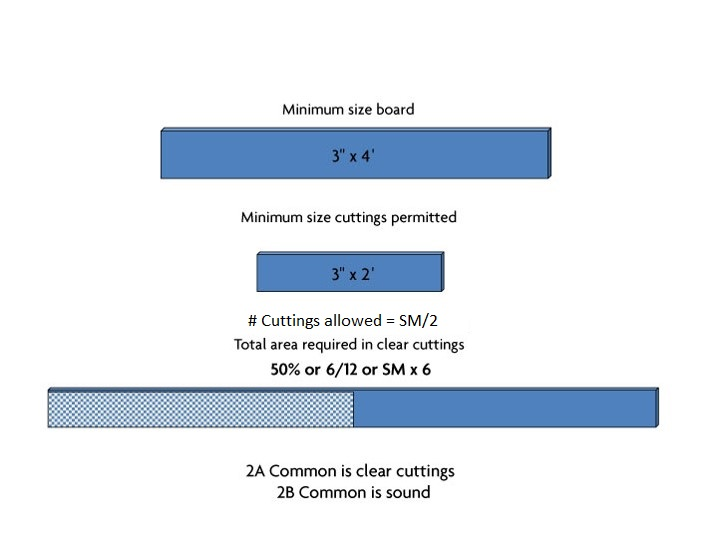 Minimum size board
3" x 4'
Minimum size cuttings permitted
3" x 2'
# Cuttings allowed = SM/2
Total area required in clear cuttings
50% or 6/12 or SM x 6
2A Common is clear cuttings
2B Common is sound